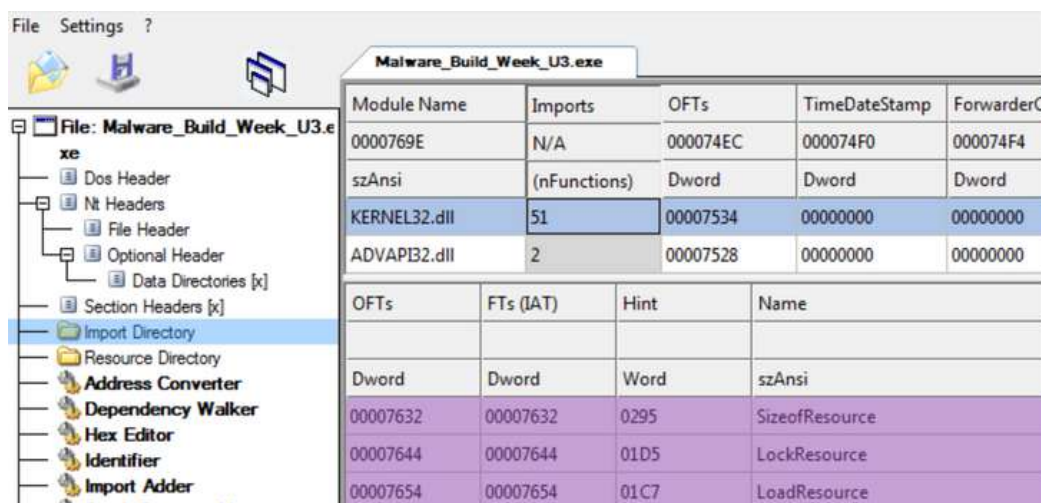 File Settings ?
Malware_Build_Week_U3.exe
File: Malware_Build_Week_U3.e
xe
Dos Header
Nt Headers
File Header
Optional Header
Data Directories [x]
Section Headers [x]
Import Directory
Resource Directory
Address Converter
Dependency Walker
Hex Editor
Identifier
Import Adder
Module Name Imports OFTs TimeDateStamp ForwarderC
0000769E N/A 000074EC 000074F0 000074F4
szAnsi (nFunctions) Dword Dword Dword
KERNEL32.dll 51 00007534 00000000 00000000
ADVAPI32.dll 2 00007528 00000000 00000000
OFTs FTs (IAT) Hint Name
Dword Dword Word szAnsi
00007632 00007632 0295 SizeofResource
00007644 00007644 01D5 LockResource
00007654 00007654 01C7 LoadResource